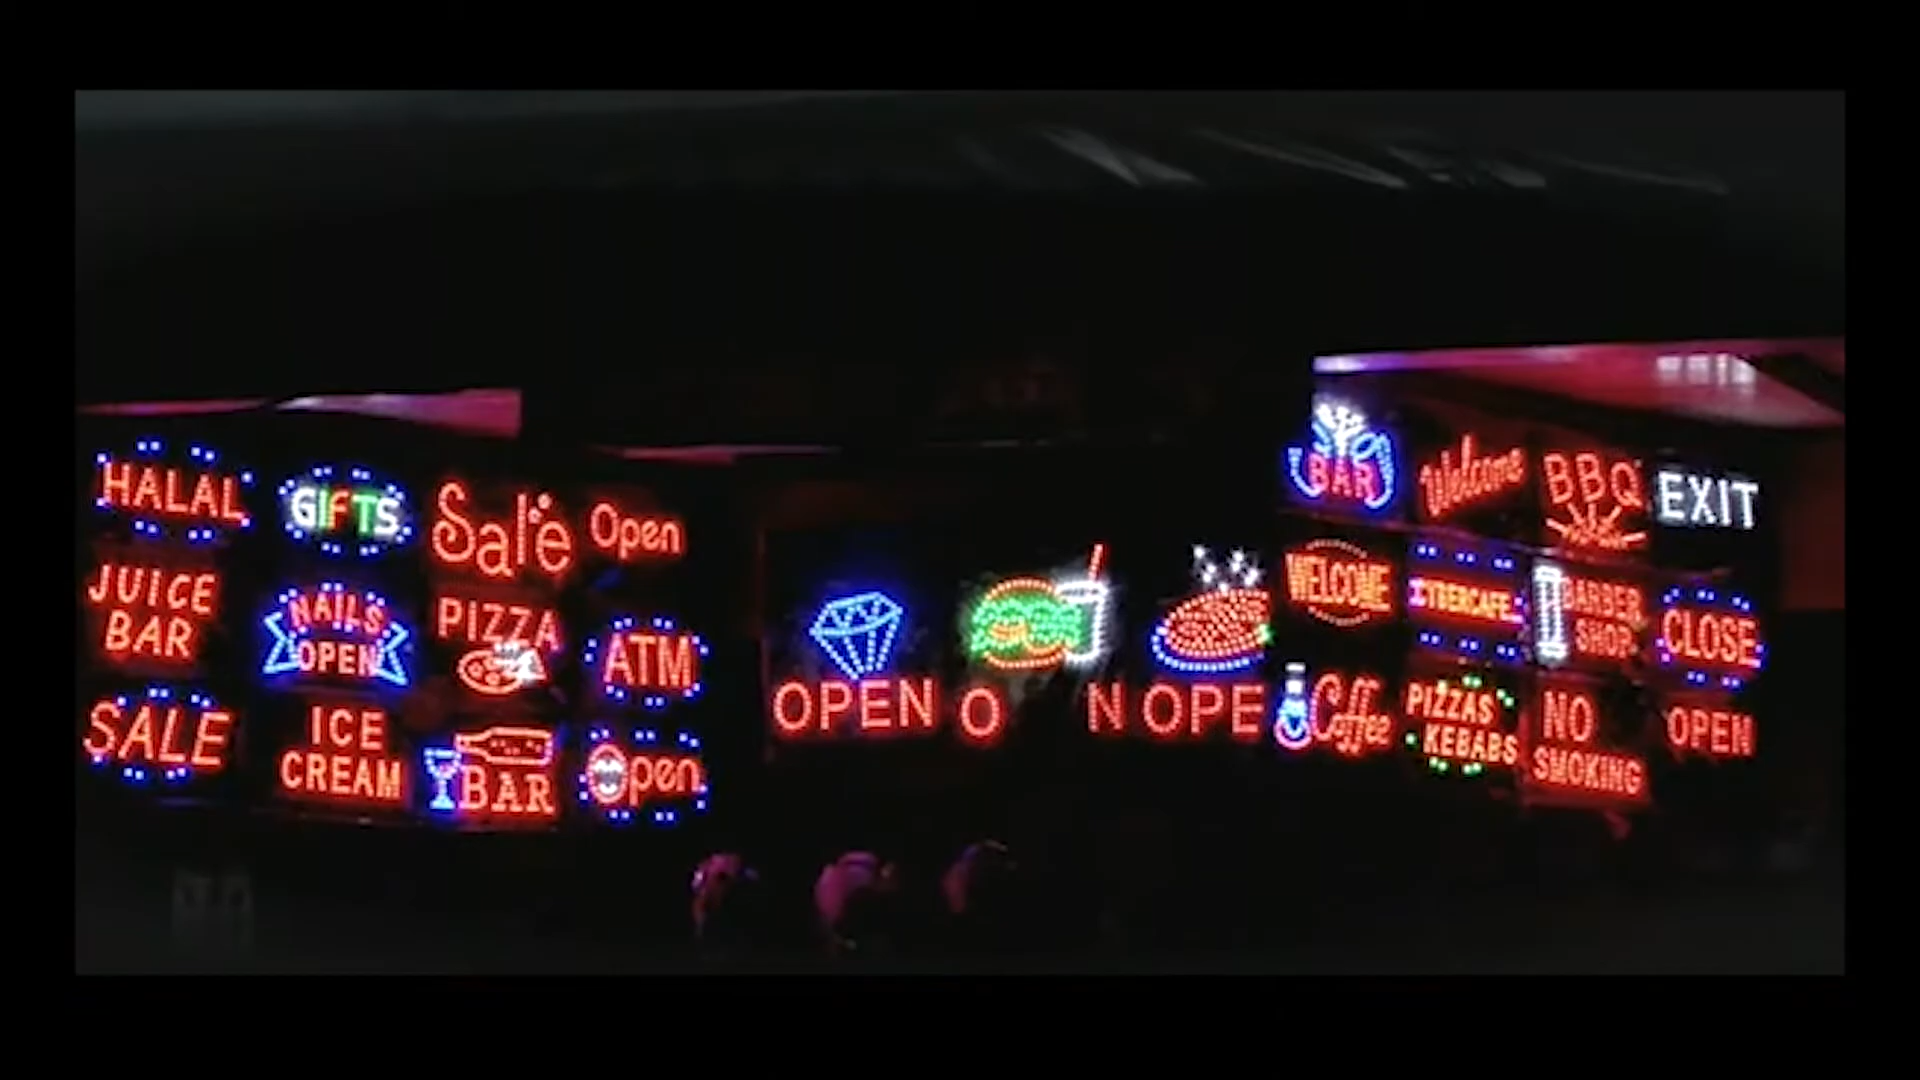 HALAL
GIFTS
Sale
Open
JUICE
BAR
NAILS
OPEN
PIZZA
ATM
SALE
ICE
CREAM
BAR
Open
OPEN
O N
OPE
BAR
Welcome
BBQ
EXIT
WELCOME
CYBERCAFE
BARBER
SHOP
CLOSE
Coffee
PIZZAS
KEBABS
NO
SMOKING
OPEN